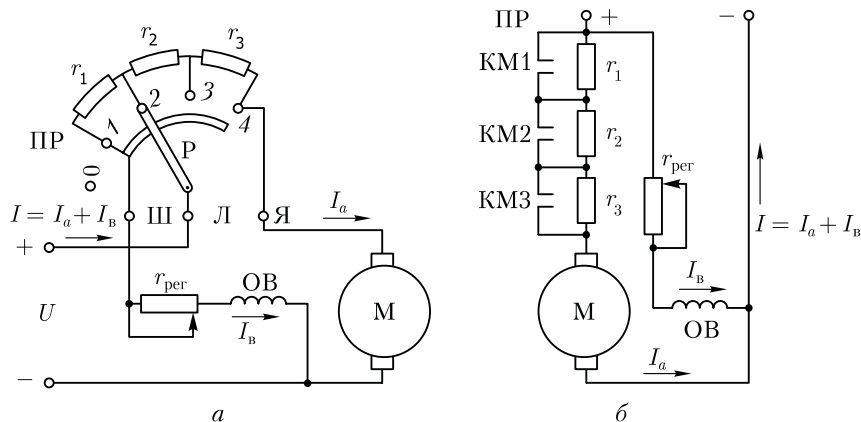 r₁
r₂
r₃
ПР
0
1
2
3
4
Р
I = Iₐ + Iв
Ш
Л
Я
Iₐ
+
rрег
ОВ
Iв
U
М
−
а
ПР
+
−
КМ1
r₁
КМ2
r₂
КМ3
r₃
rрег
I = Iₐ + Iв
Iв
ОВ
М
Iₐ
б